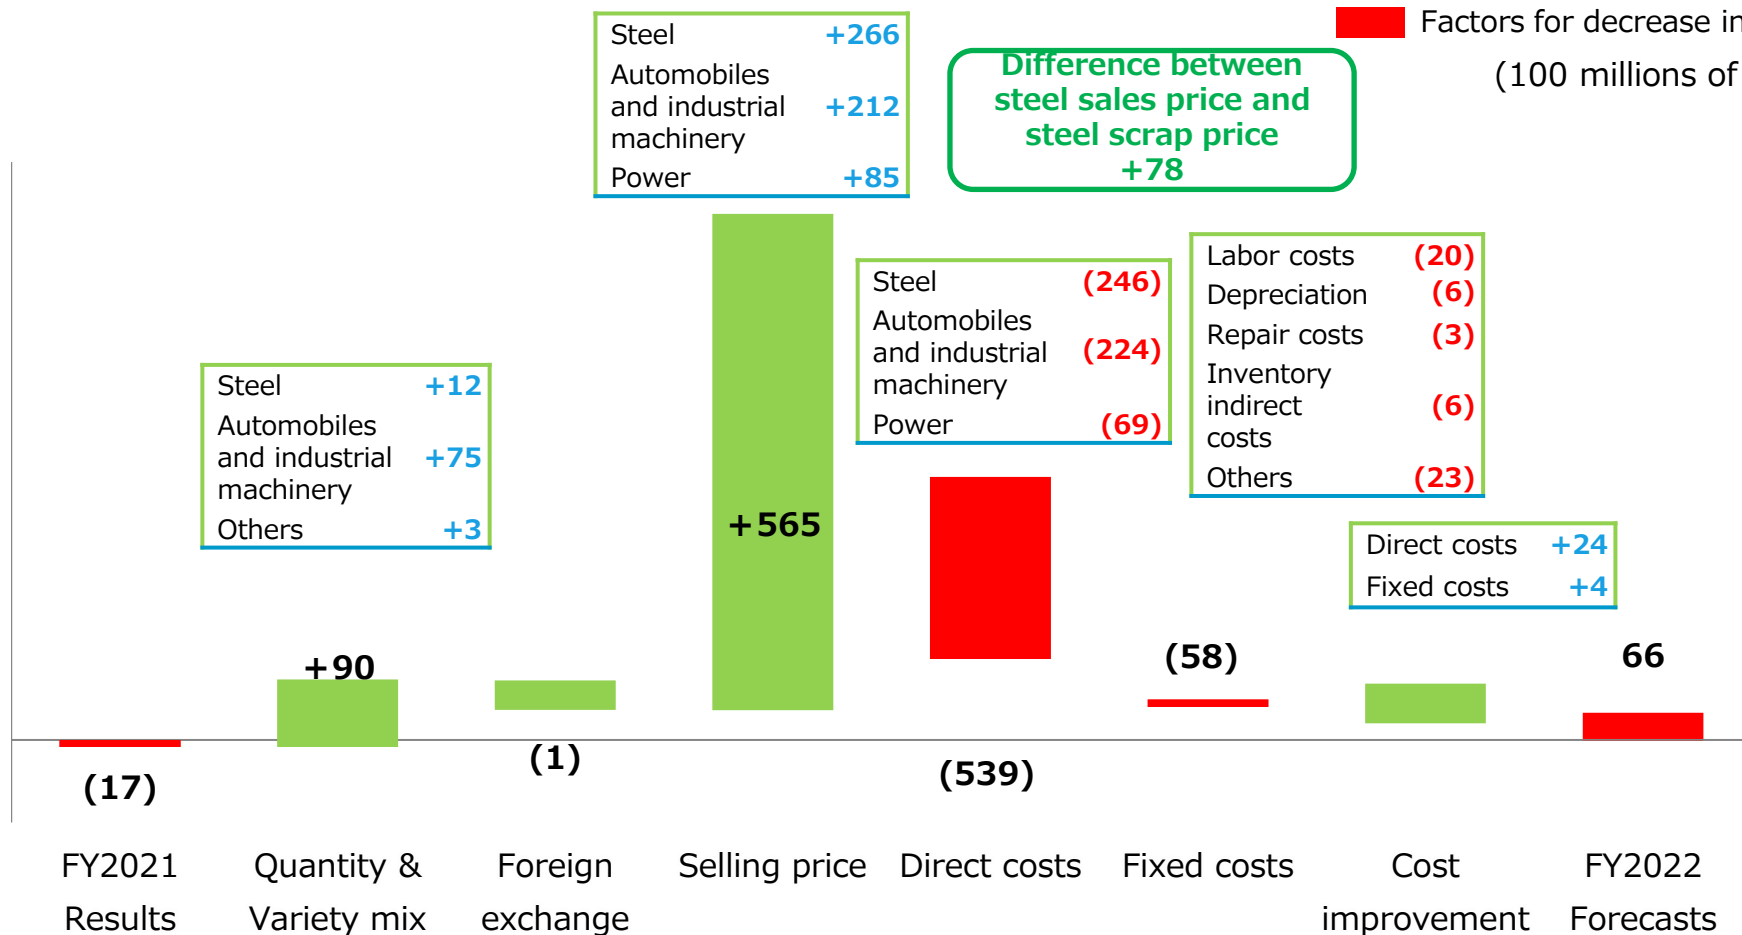 Factors for decrease in
(100 millions of
Steel +266
Automobiles
and industrial +212
machinery
Power +85
Difference between
steel sales price and
steel scrap price
+78
Steel (246)
Automobiles
and industrial (224)
machinery
Power (69)
Labor costs (20)
Depreciation (6)
Repair costs (3)
Inventory
indirect (6)
costs
Others (23)
Steel +12
Automobiles
and industrial +75
machinery
Others +3
Direct costs +24
Fixed costs +4
+565
+90
(58)
66
(17)
(1)
(539)
FY2021
Results
Quantity &
Variety mix
Foreign
exchange
Selling price
Direct costs
Fixed costs
Cost
improvement
FY2022
Forecasts